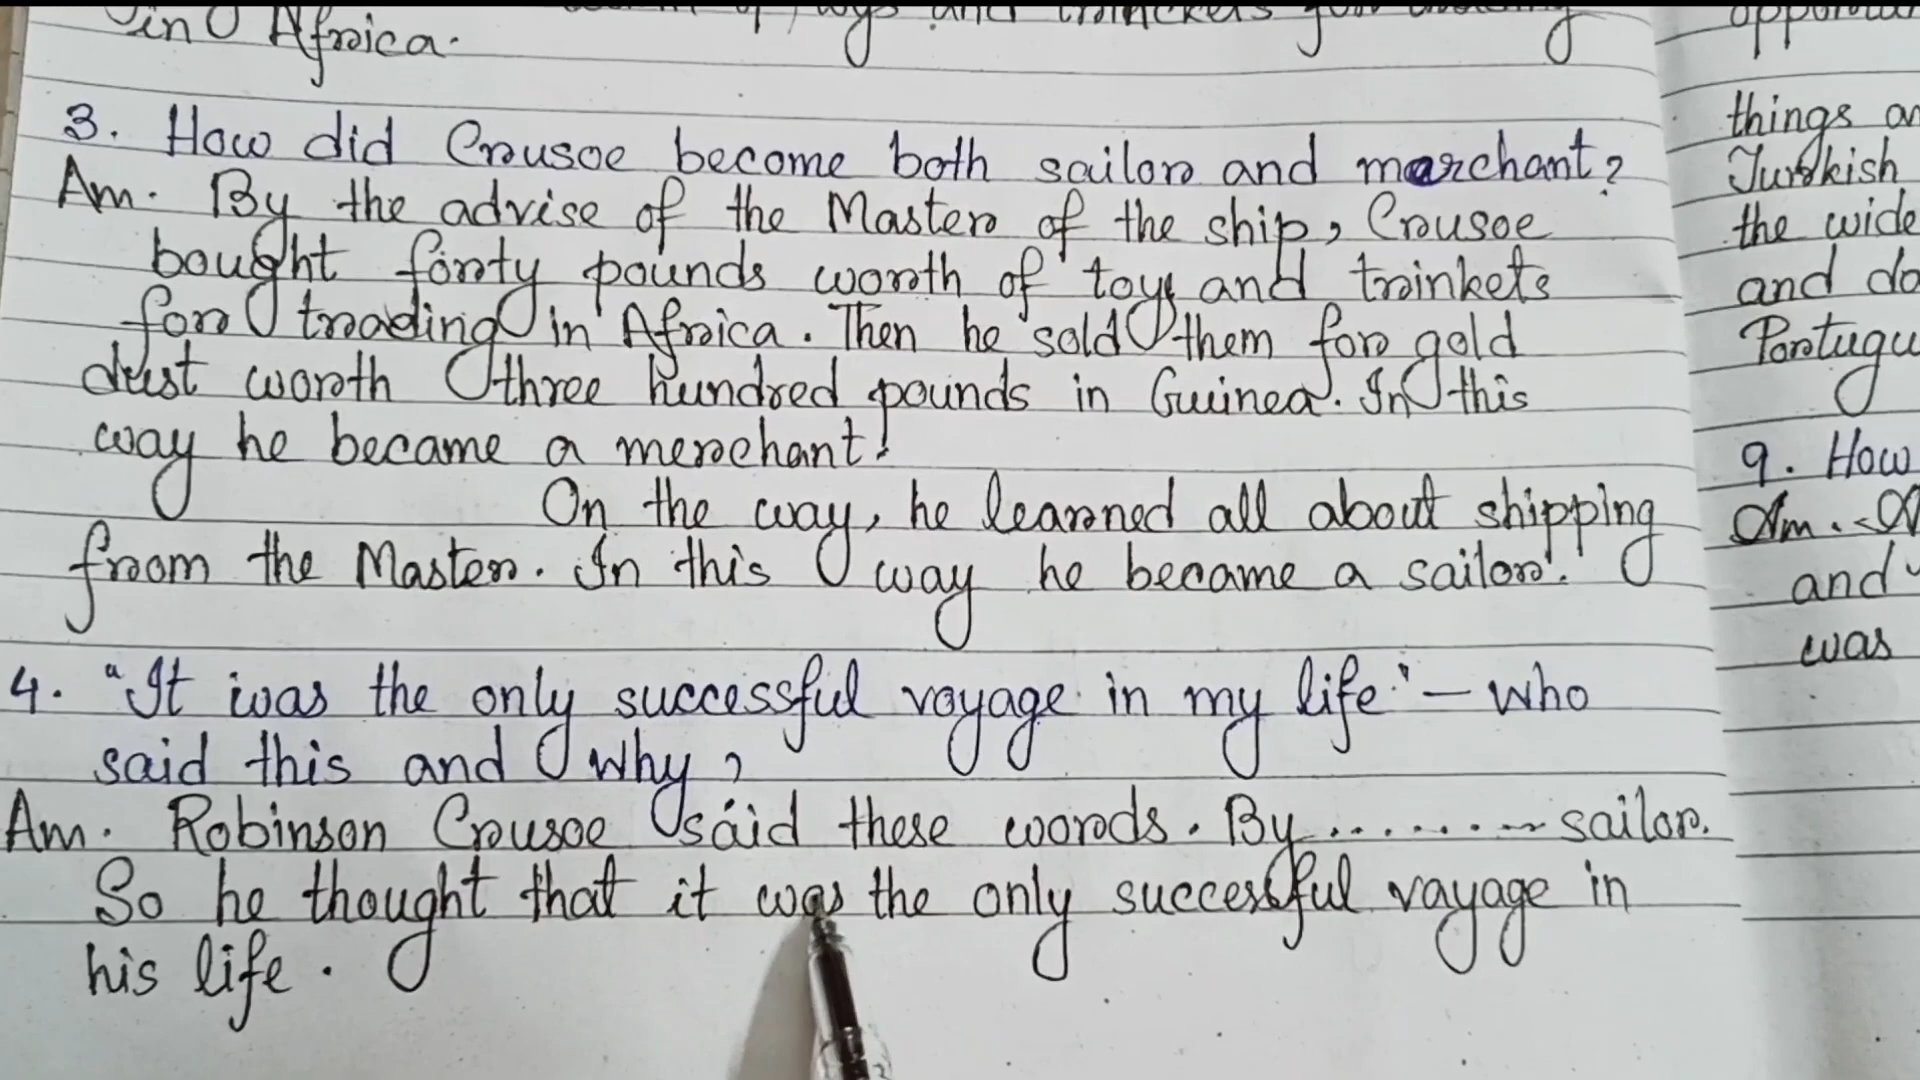 in Africa.
3. How did Crusoe become both sailor and merchant?
Am. By the advise of the Master of the ship, Crusoe
bought forty pounds worth of toys and trinkets
for trading in Africa. Then he sold them for gold
dust worth three hundred pounds in Guinea. In this
way he became a merchant.
On the way, he learned all about shipping
from the Master. In this way he became a sailor.
4. "It was the only successful voyage in my life." - who
said this and why?
Am. Robinson Crusoe said these words. By ........ sailor.
So he thought that it was the only successful vayage in
his life.
things
Turkish
the wide
and
9. How
Am.
and
was